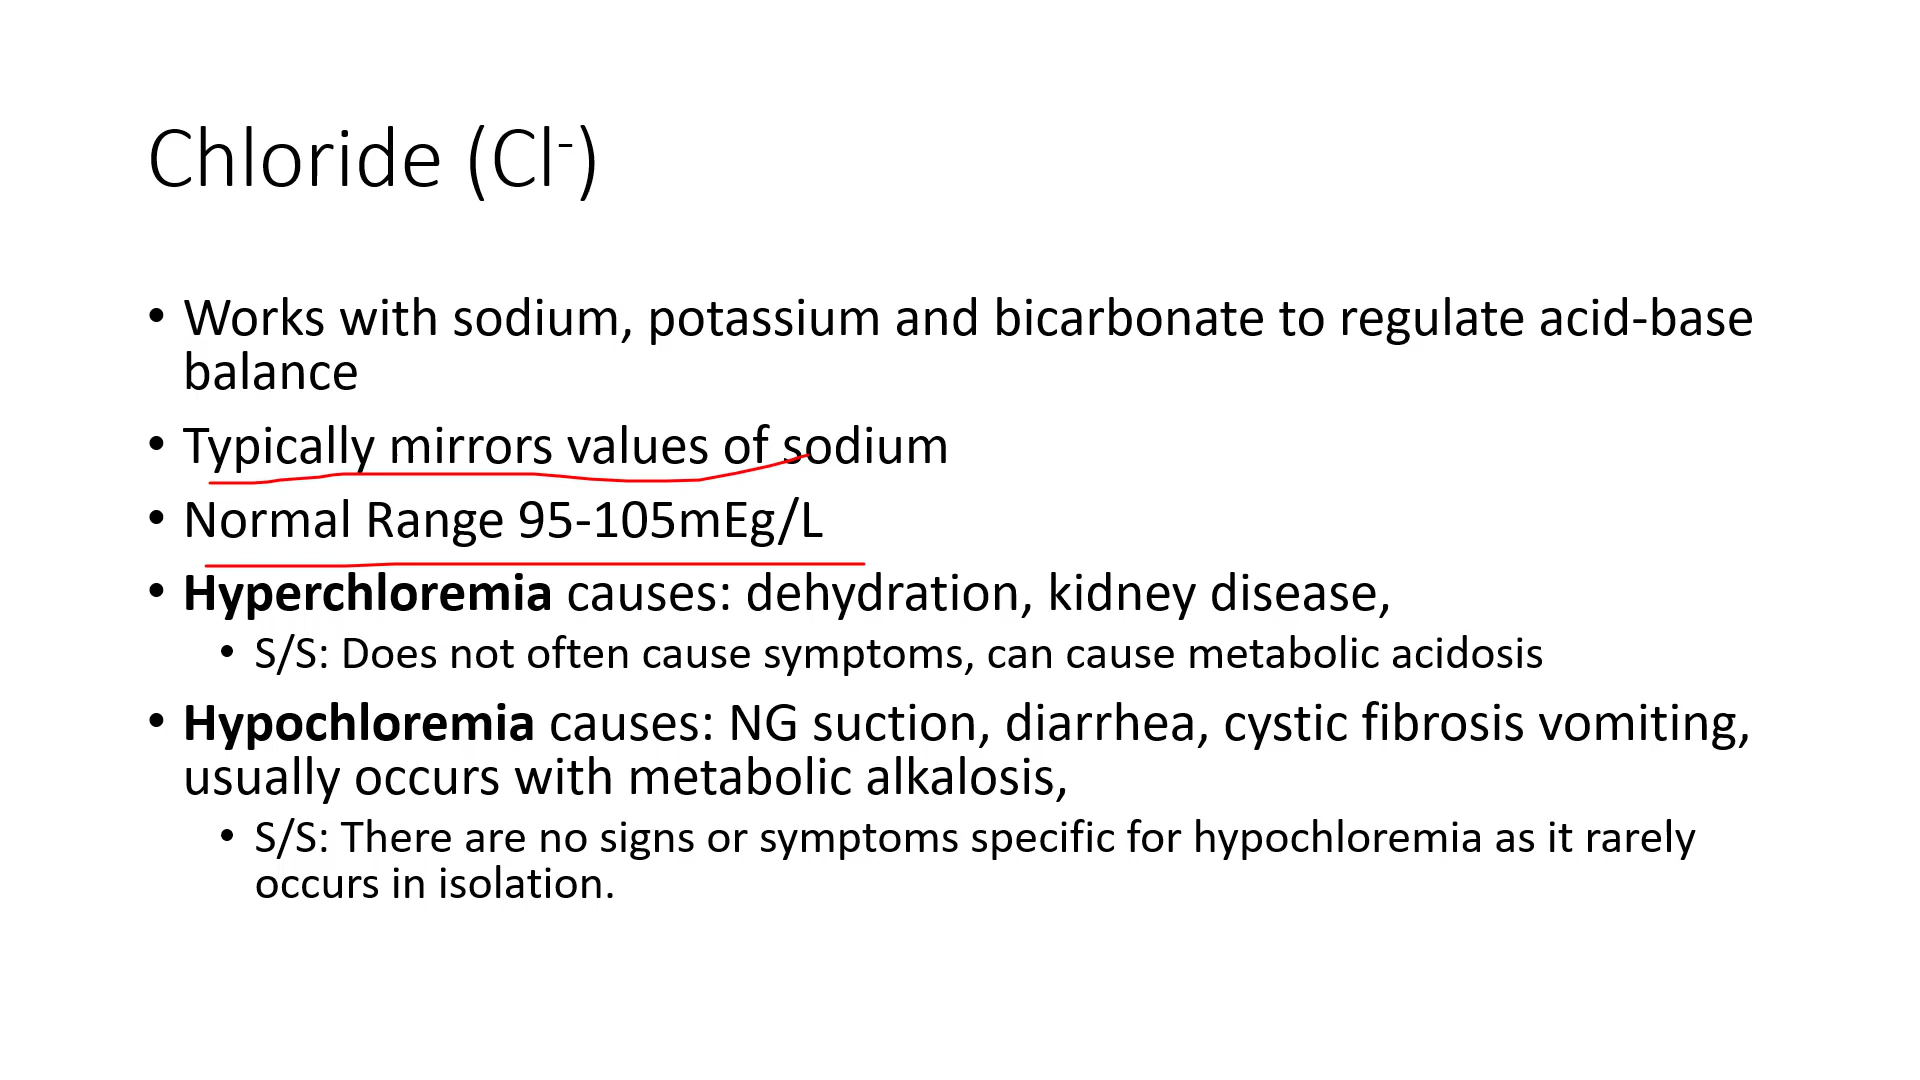 Chloride (Cl⁻)
• Works with sodium, potassium and bicarbonate to regulate acid-base
balance
• Typically mirrors values of sodium
• Normal Range 95-105mEg/L
• Hyperchloremia causes: dehydration, kidney disease,
• S/S: Does not often cause symptoms, can cause metabolic acidosis
• Hypochloremia causes: NG suction, diarrhea, cystic fibrosis vomiting,
usually occurs with metabolic alkalosis,
• S/S: There are no signs or symptoms specific for hypochloremia as it rarely
occurs in isolation.